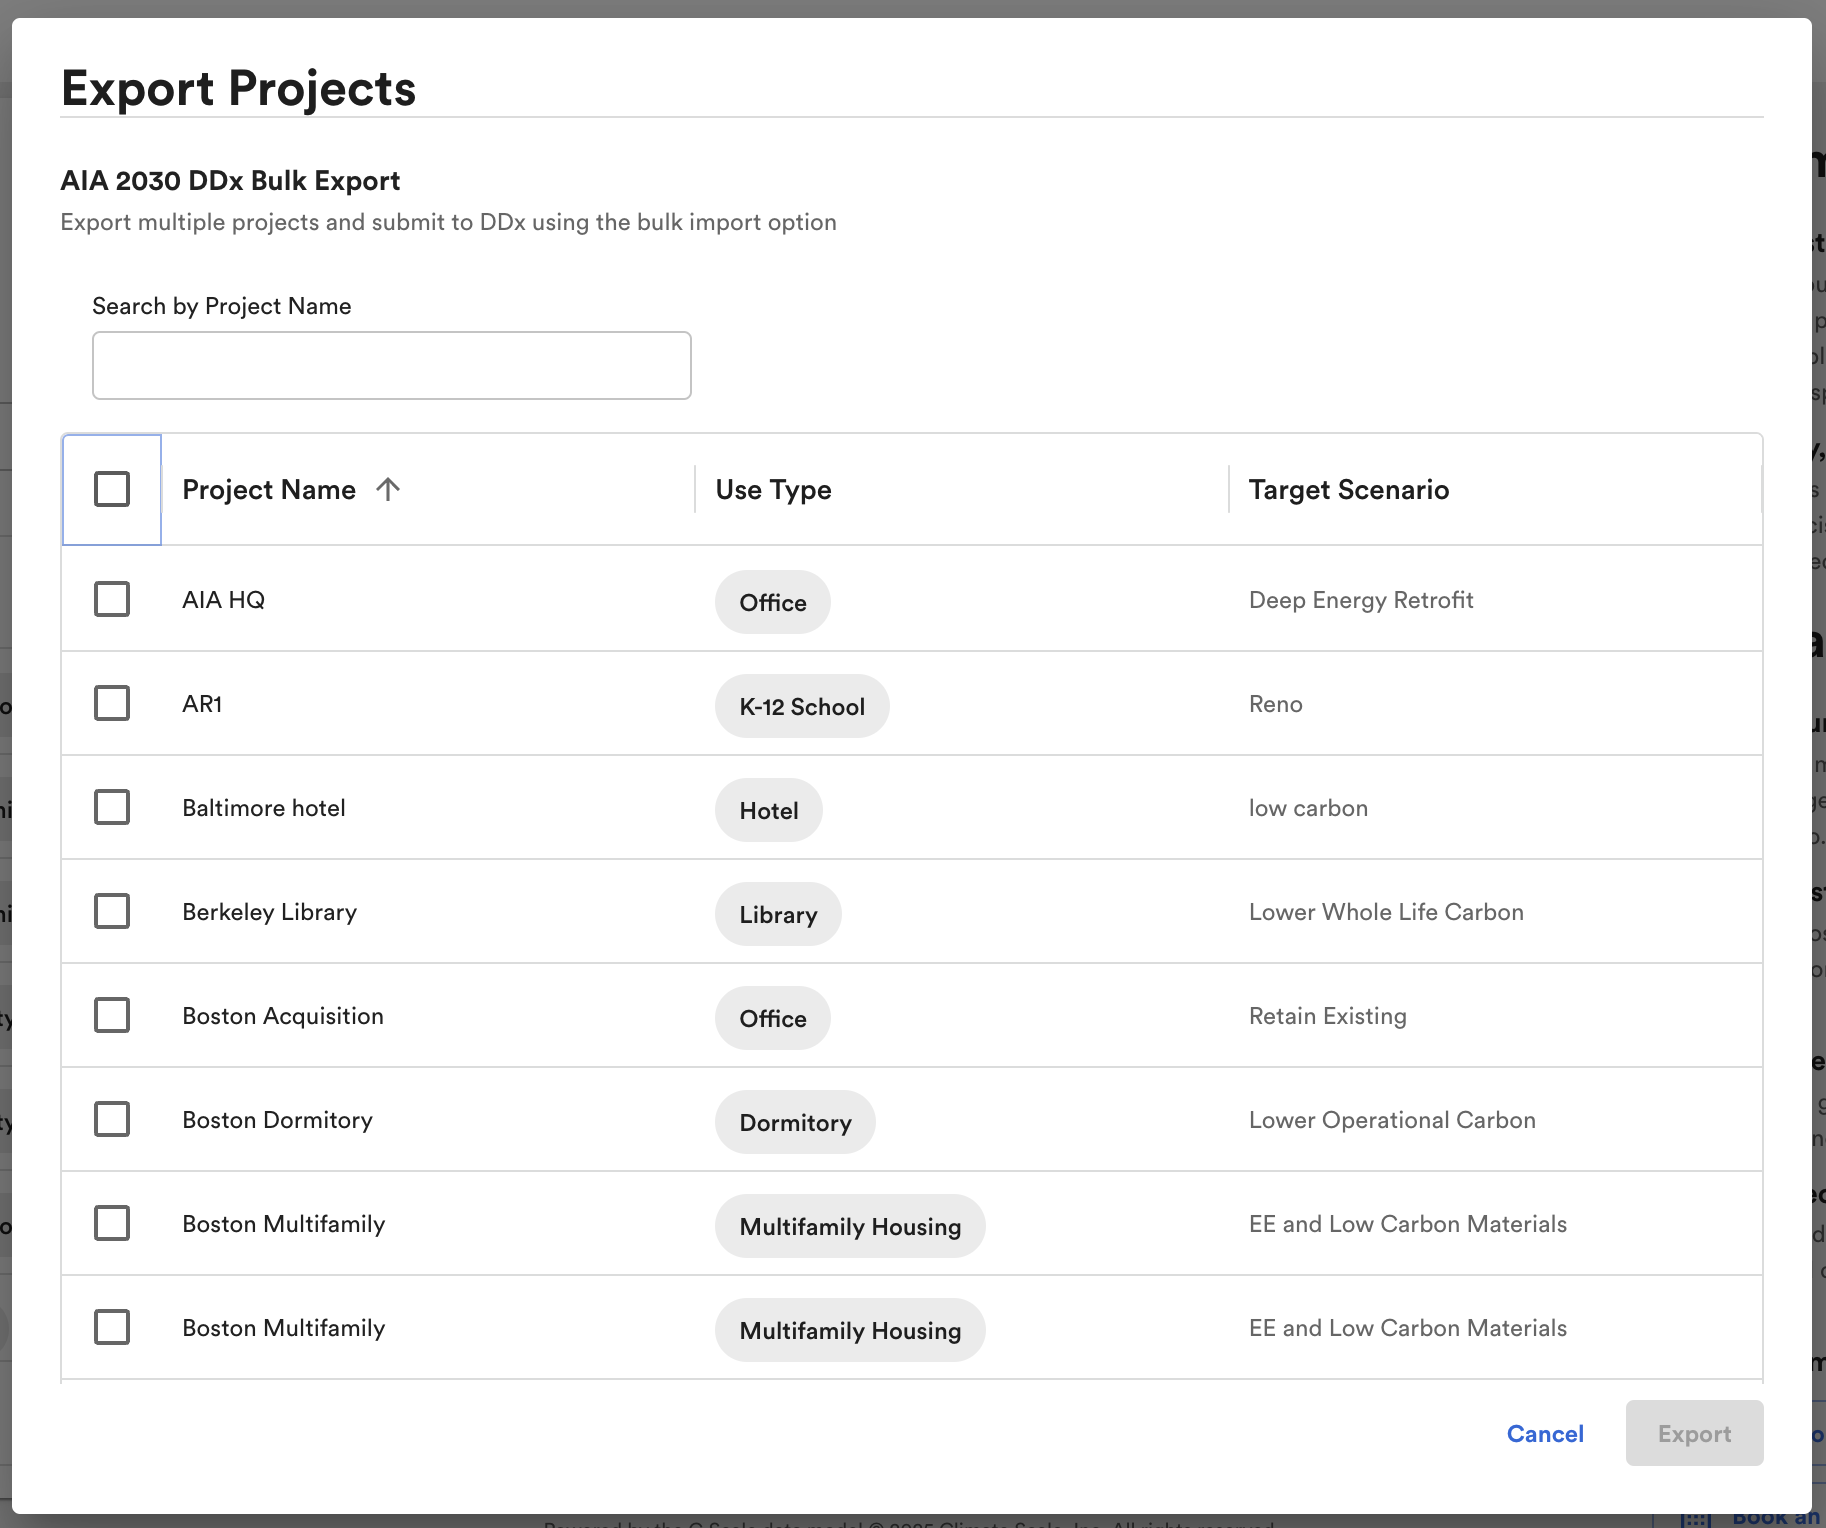 Export Projects
AIA 2030 DDx Bulk Export
Export multiple projects and submit to DDx using the bulk import option
Search by Project Name
Project Name Use Type Target Scenario
AIA HQ Office Deep Energy Retrofit
AR1 K-12 School Reno
Baltimore hotel Hotel low carbon
Berkeley Library Library Lower Whole Life Carbon
Boston Acquisition Office Retain Existing
Boston Dormitory Dormitory Lower Operational Carbon
Boston Multifamily Multifamily Housing EE and Low Carbon Materials
Boston Multifamily Multifamily Housing EE and Low Carbon Materials
Cancel Export
Book an